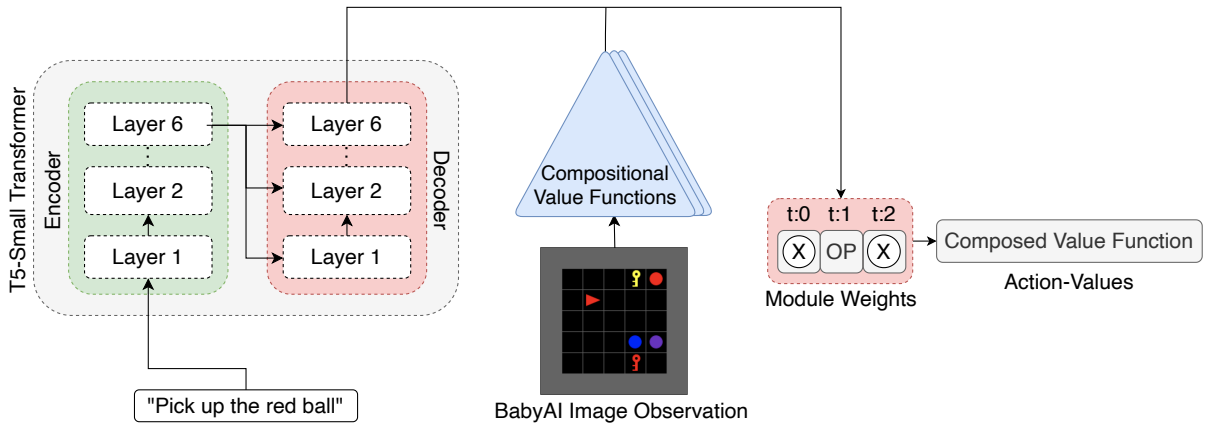 T5-Small Transformer
Encoder
Layer 6
Layer 2
Layer 1
Decoder
Layer 6
Layer 2
Layer 1
"Pick up the red ball"
Compositional
Value Functions
BabyAI Image Observation
t:0 t:1 t:2
X OP X
Module Weights
Composed Value Function
Action-Values